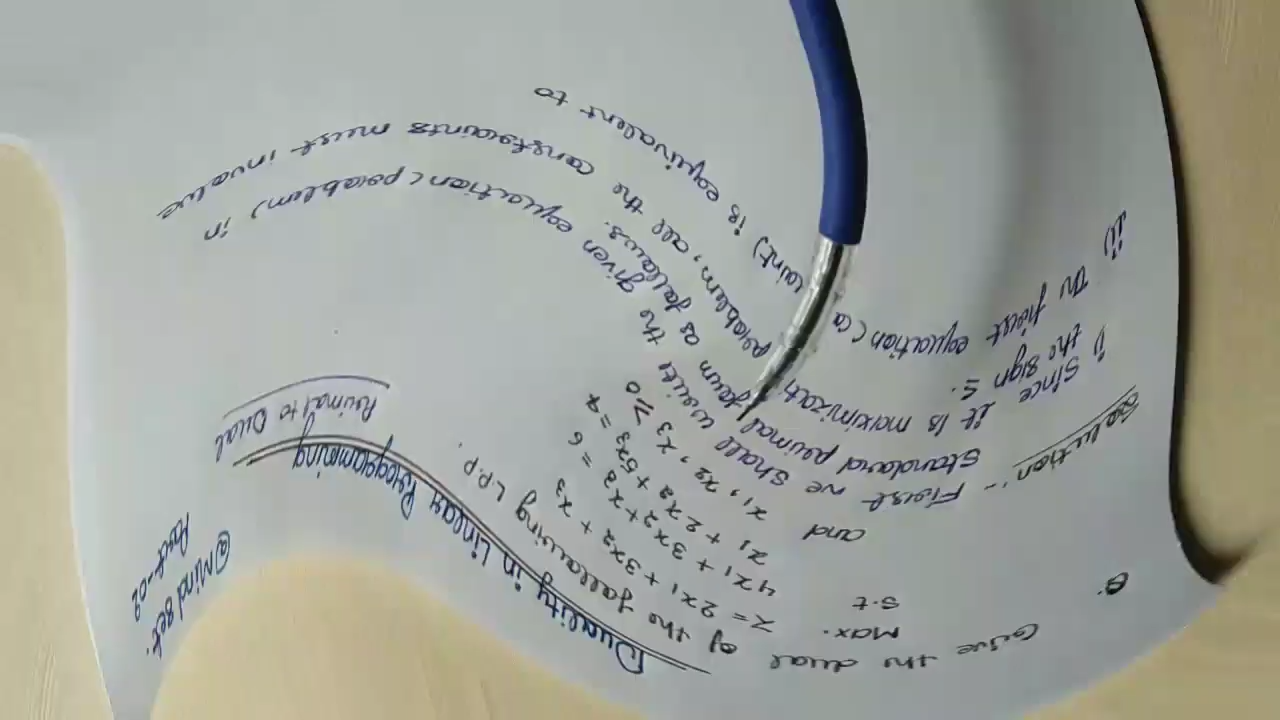 @Mind set.
Part-02
Duality in Linear Programming
Primal to Dual
Q. Give the dual of the following L.P.P.
Max. Z = 2x₁ + 3x₂ + x₃
S.t 4x₁ + 3x₂ + x₃ = 6
x₁ + 2x₂ + 5x₃ = 4
and x₁, x₂, x₃ ≥ 0
Solution:- First we shall write the given equation (problem) in
standard primal form as follows.
i) Since it is maximizati problem, all the constraints must involve
the sign ≤.
ii) The first equation (co aint) is equivalent to